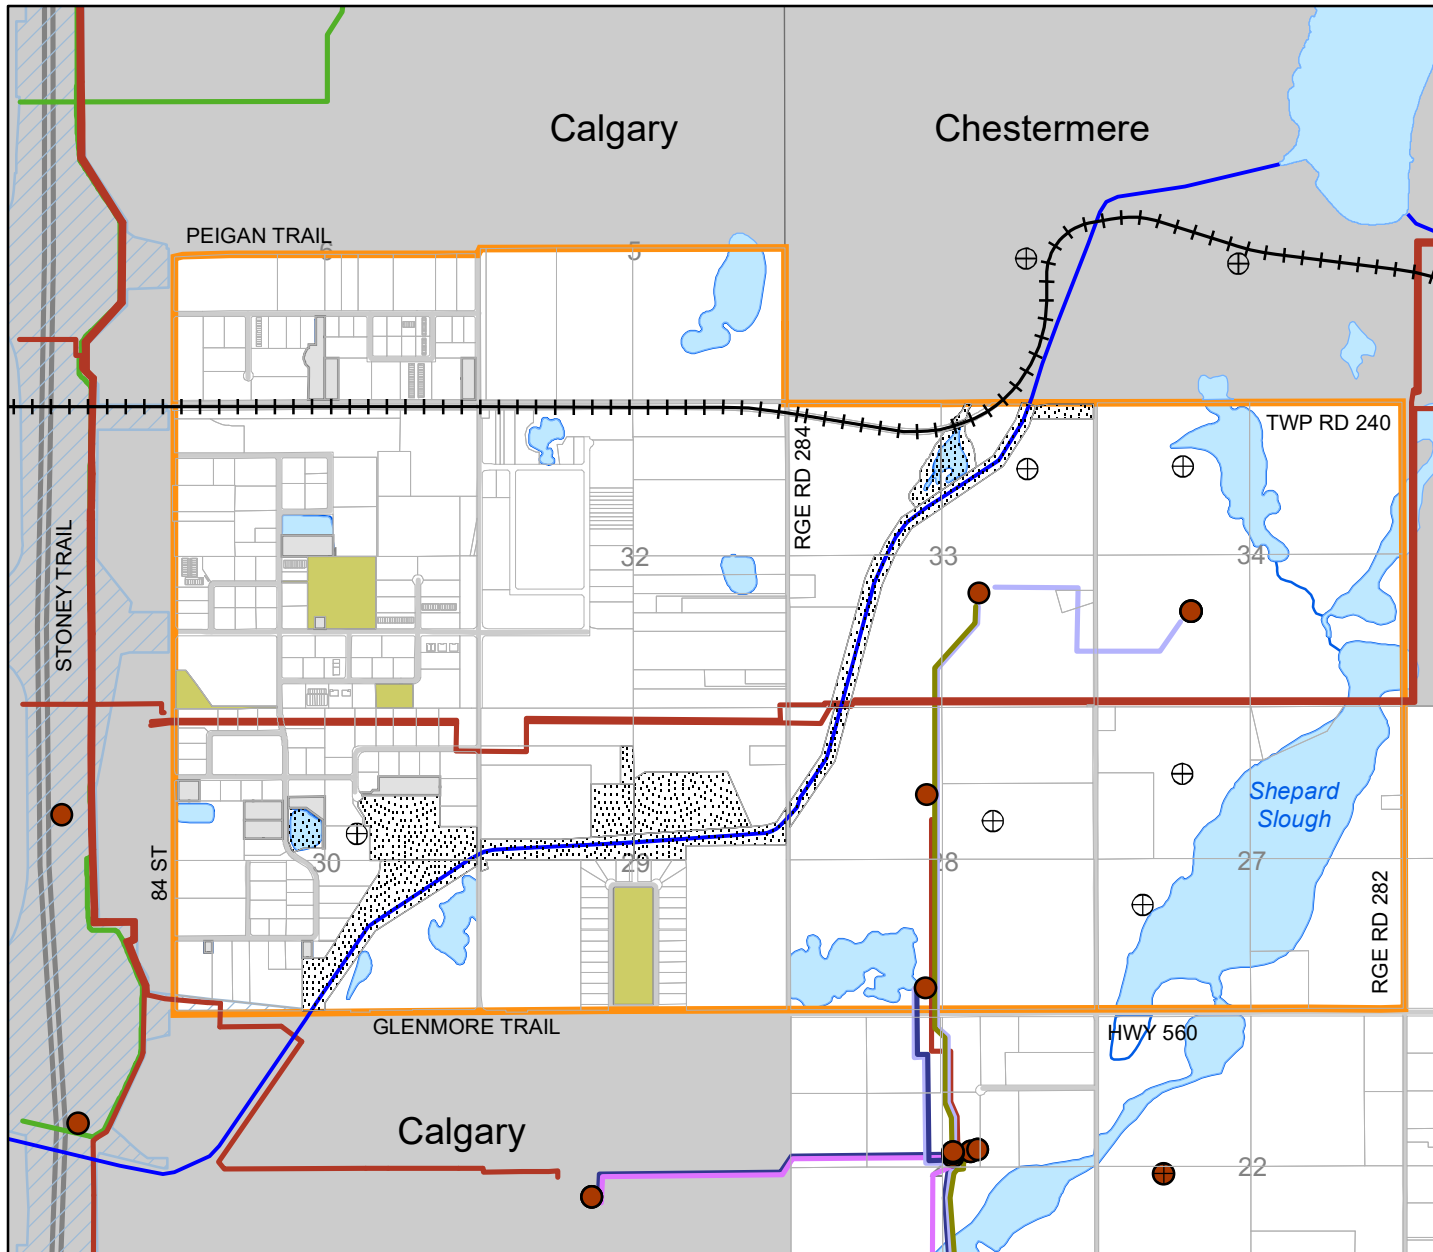 Calgary
Chestermere
PEIGAN TRAIL
6
5
TWP RD 240
RGE RD 284
STONEY TRAIL
32
33
34
Shepard
Slough
84 ST
30
29
28
27
RGE RD 282
GLENMORE TRAIL
HWY 560
Calgary
22